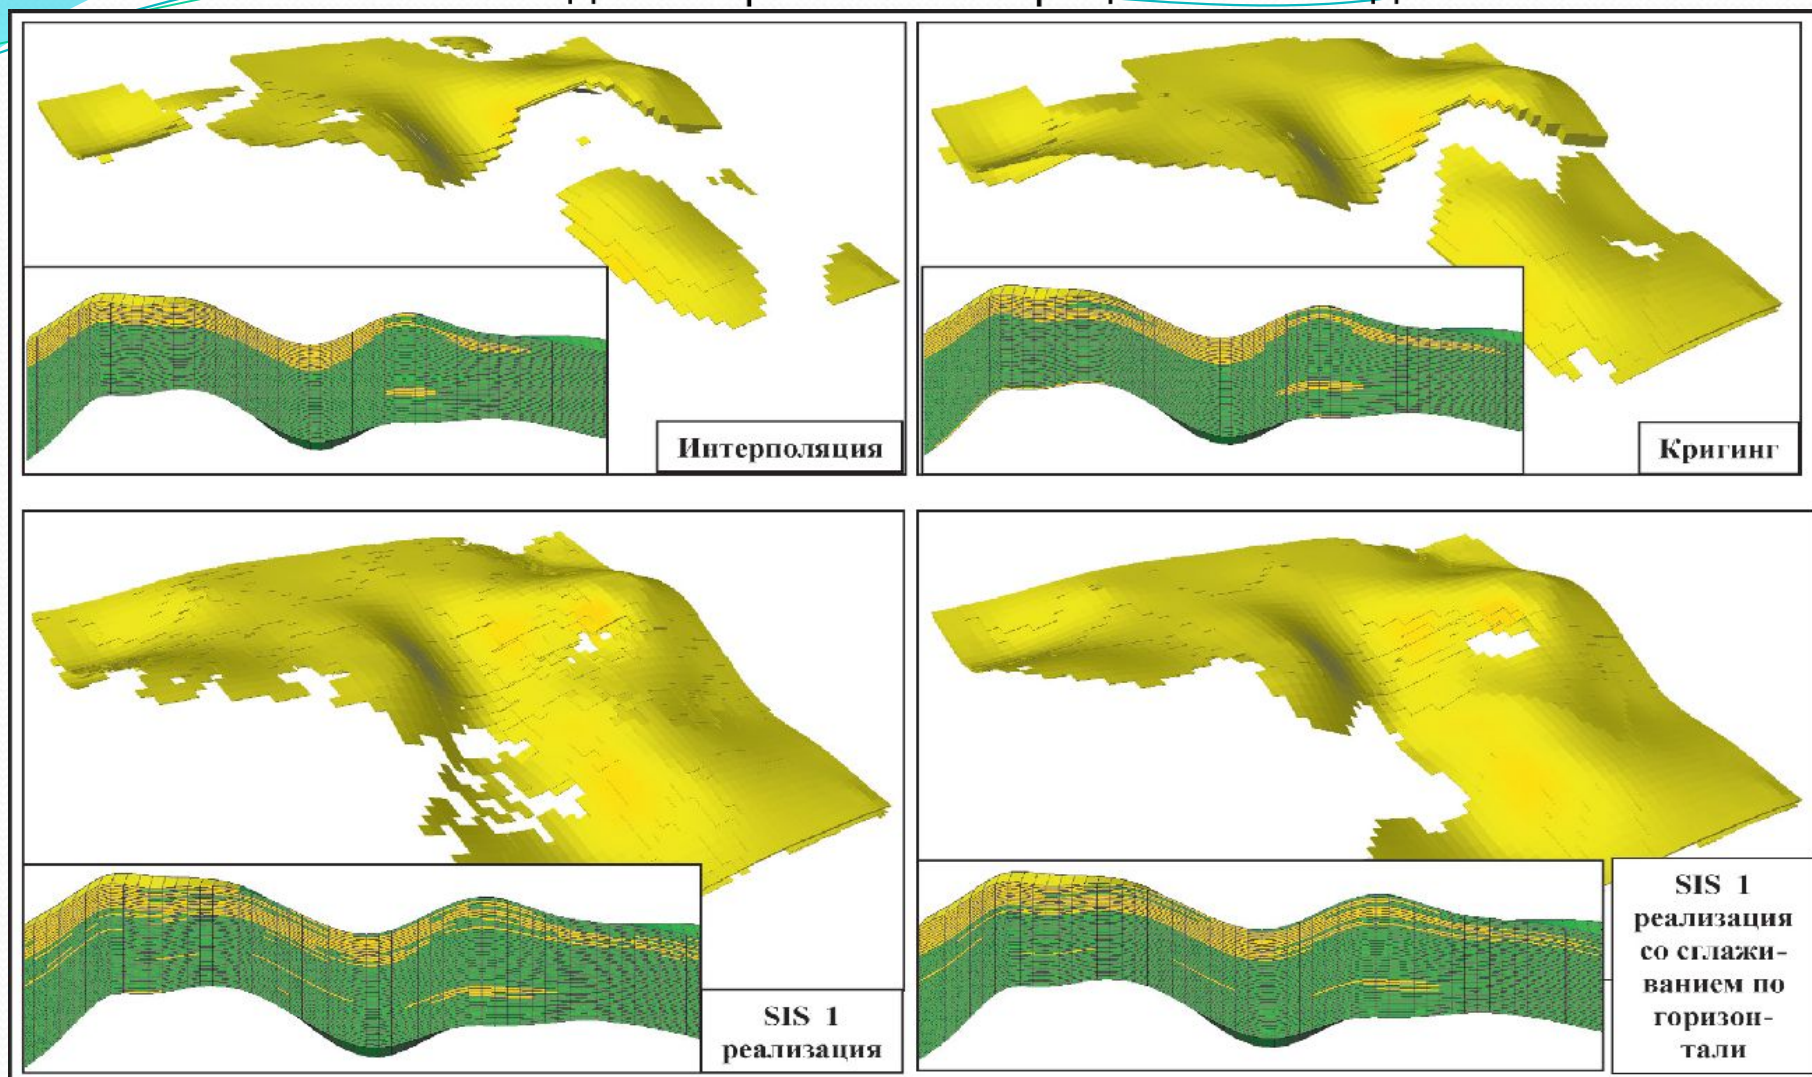 Интерполяция
Кригинг
SIS 1
реализация
SIS 1
реализация
со сглажи-
ванием по
горизон-
тали